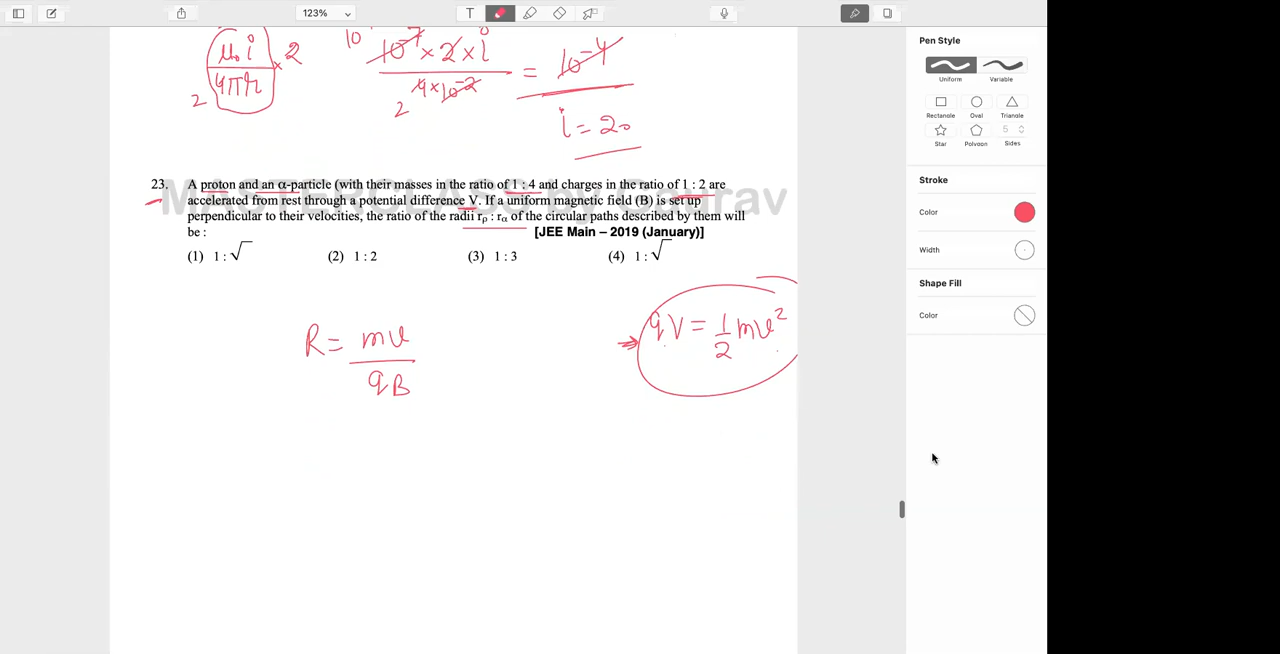 123%
T
μ₀i
4πr
× 2
2
10
10⁻⁷ × 2 × i
4×10⁻²
2
= 10⁻⁴
i = 20
MASTERCLASS by Gaurav
23. A proton and an α-particle (with their masses in the ratio of 1 : 4 and charges in the ratio of 1 : 2 are
accelerated from rest through a potential difference V. If a uniform magnetic field (B) is set up
perpendicular to their velocities, the ratio of the radii rₚ : rα of the circular paths described by them will
be : [JEE Main – 2019 (January)]
(1) 1 : √ (2) 1 : 2 (3) 1 : 3 (4) 1 : √
R = mv
qB
qV = 1/2 mv²
Pen Style
Uniform Variable
Rectangle Oval Triangle
5
Star Polygon Sides
Stroke
Color
Width
Shape Fill
Color